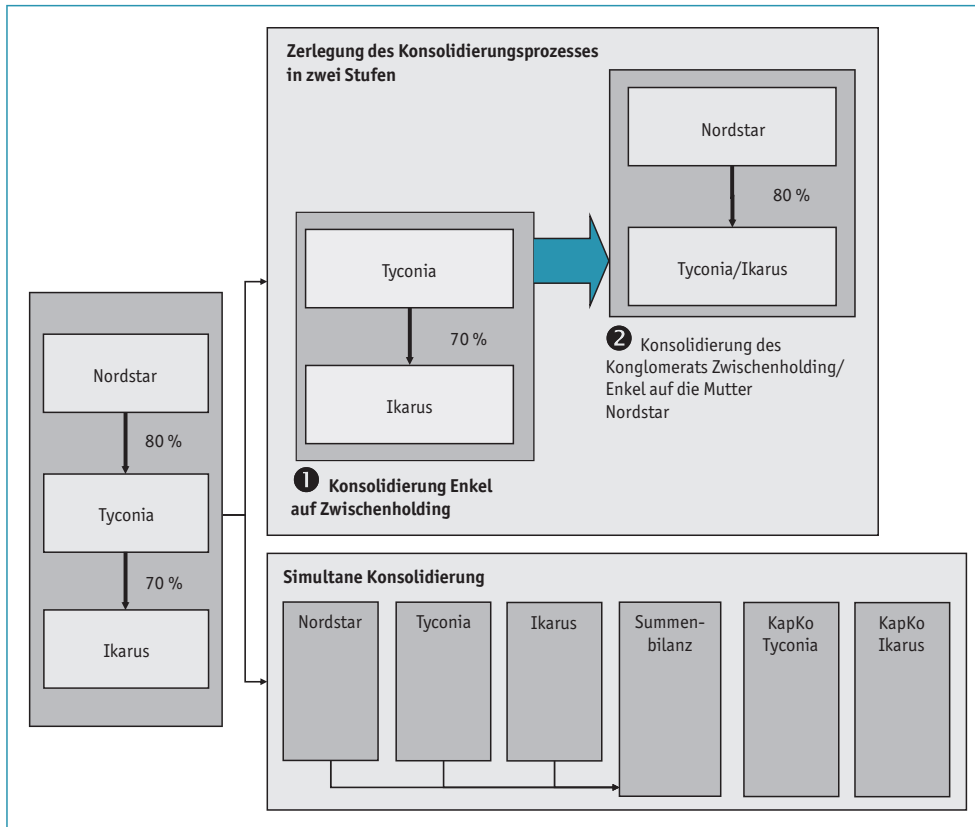 Nordstar
80 %
Tyconia
70 %
Ikarus
Zerlegung des Konsolidierungsprozesses
in zwei Stufen
Tyconia
70 %
Ikarus
❶ Konsolidierung Enkel
auf Zwischenholding
Nordstar
80 %
Tyconia/Ikarus
❷ Konsolidierung des
Konglomerats Zwischenholding/
Enkel auf die Mutter
Nordstar
Simultane Konsolidierung
Nordstar
Tyconia
Ikarus
Summen-
bilanz
KapKo
Tyconia
KapKo
Ikarus